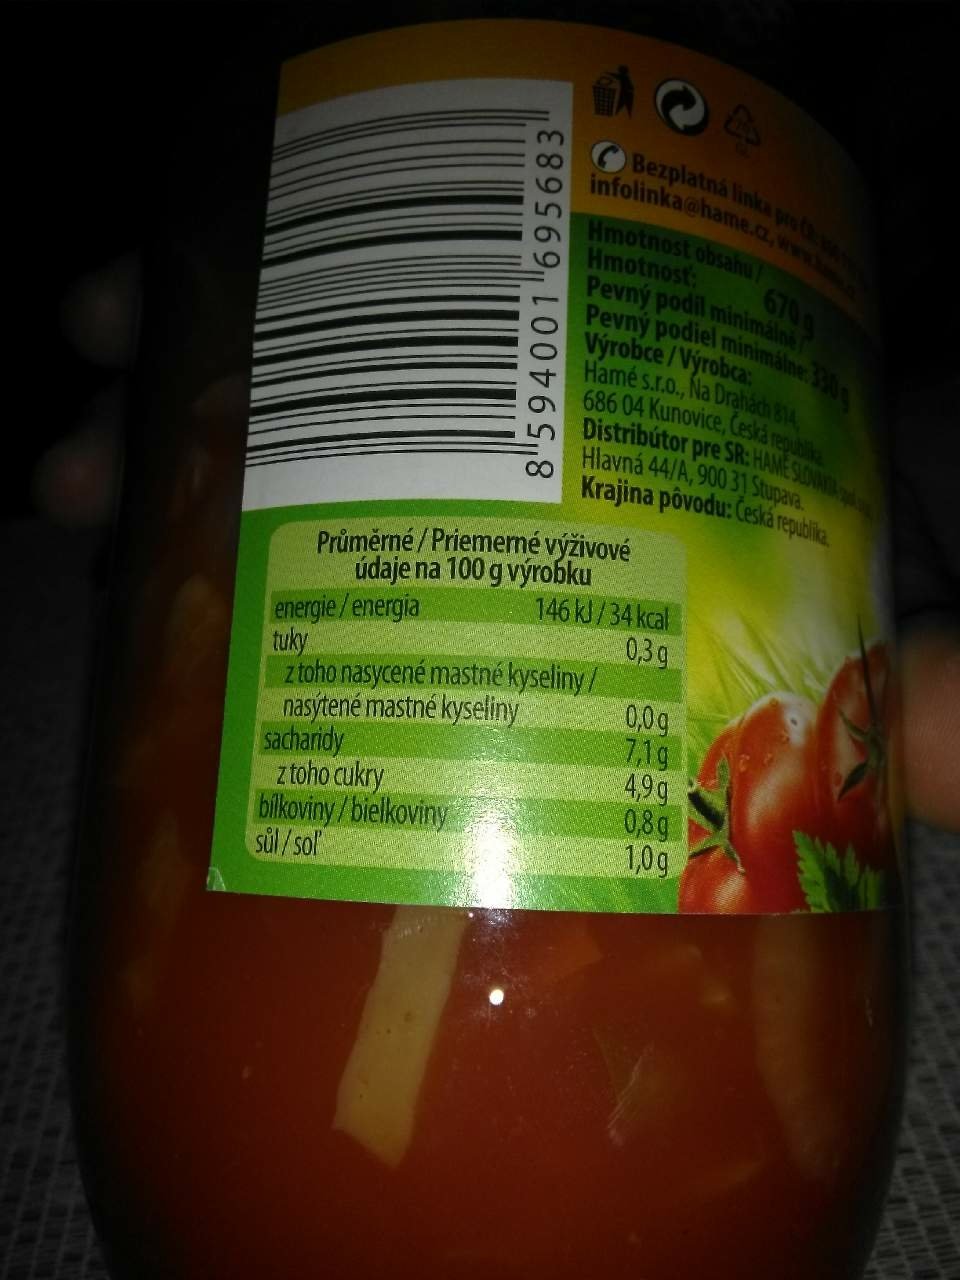 8 594001 695683
Bezplatná linka pro ČR:
infolinka@hame.cz,
Hmotnost obsahu /
Hmotnosť: 670 g
Pevný podíl minimálně /
Pevný podiel minimálne: 330 g
Výrobce / Výrobca:
Hamé s.r.o., Na Drahách 814,
686 04 Kunovice, Česká republika
Distribútor pre SR: HAMÉ SLOVAKIA
Hlavná 44/A, 900 31 Stupava.
Krajina pôvodu: Česká republika.
Průměrné / Priemerné výživové
údaje na 100 g výrobku
energie / energia 146 kJ / 34 kcal
tuky 0,3 g
z toho nasycené mastné kyseliny /
nasýtené mastné kyseliny 0,0 g
sacharidy 7,1 g
z toho cukry 4,9 g
bílkoviny / bielkoviny 0,8 g
sůl / soľ 1,0 g